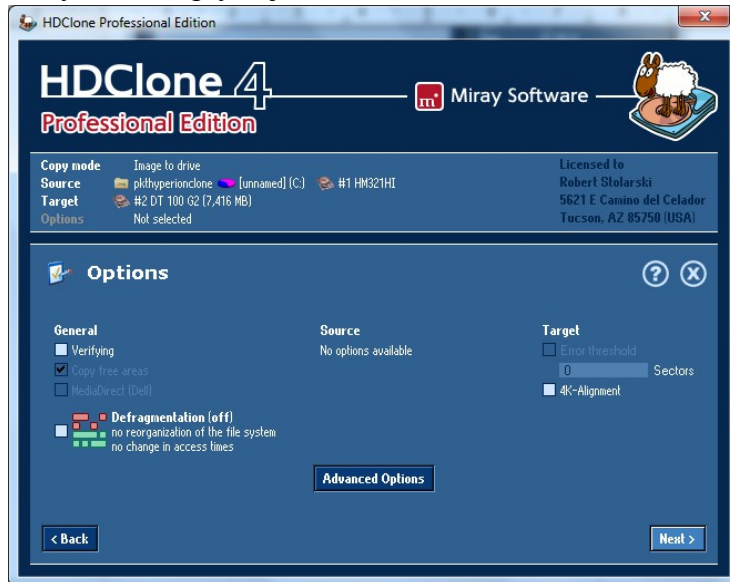 HDClone Professional Edition
HDClone 4
Professional Edition
m Miray Software
Copy mode Image to drive
Source pkthyperionclone [unnamed] (C:) #1 HM321HI
Target #2 DT 100 G2 (7,416 MB)
Options Not selected
Licensed to
Robert Stolarski
5621 E Camino del Celador
Tucson, AZ 85750 (USA)
Options
? X
General
Verifying
Copy free areas
MediaDirect (Dell)
Defragmentation (off)
no reorganization of the file system
no change in access times
Source
No options available
Target
Error threshold
0 Sectors
4K-Alignment
Advanced Options
< Back
Next >